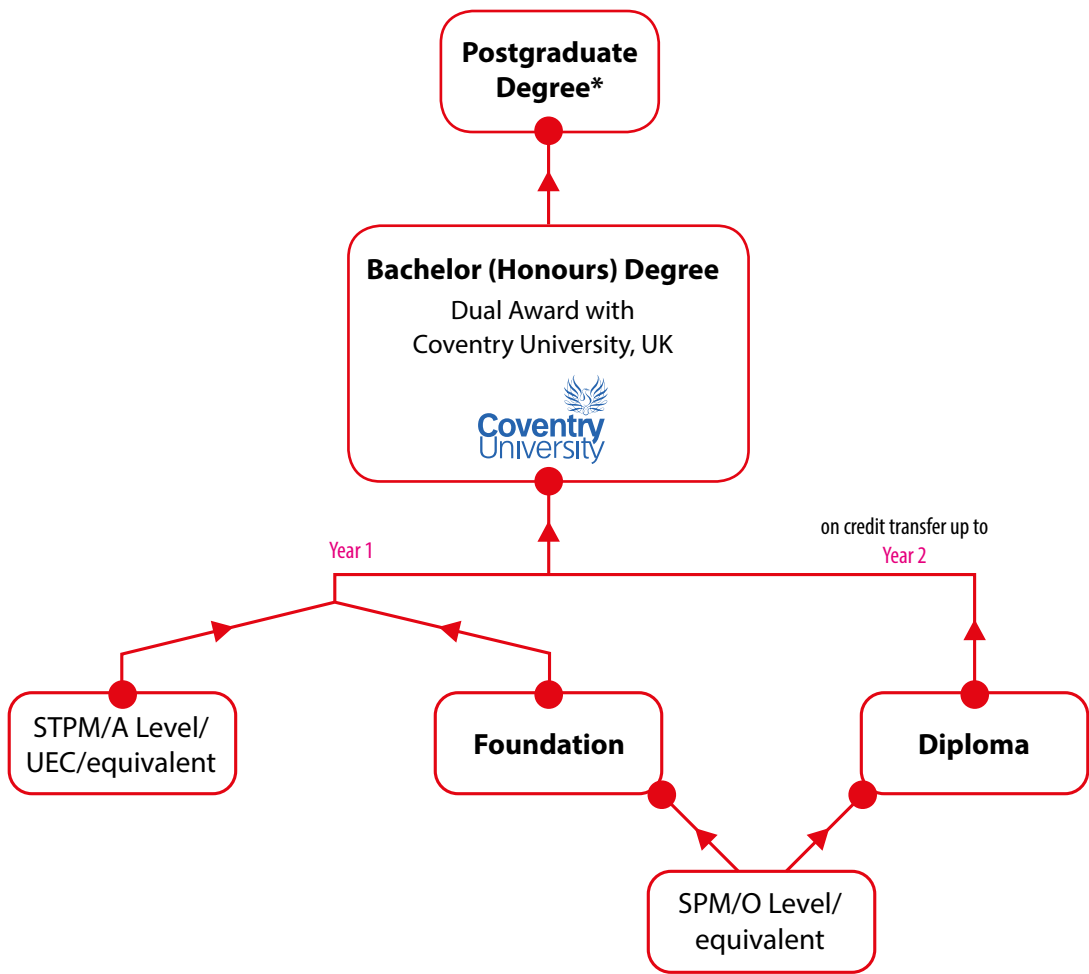 Postgraduate
Degree*
Bachelor (Honours) Degree
Dual Award with
Coventry University, UK
Coventry
University
Year 1
on credit transfer up to
Year 2
STPM/A Level/
UEC/equivalent
Foundation
Diploma
SPM/O Level/
equivalent